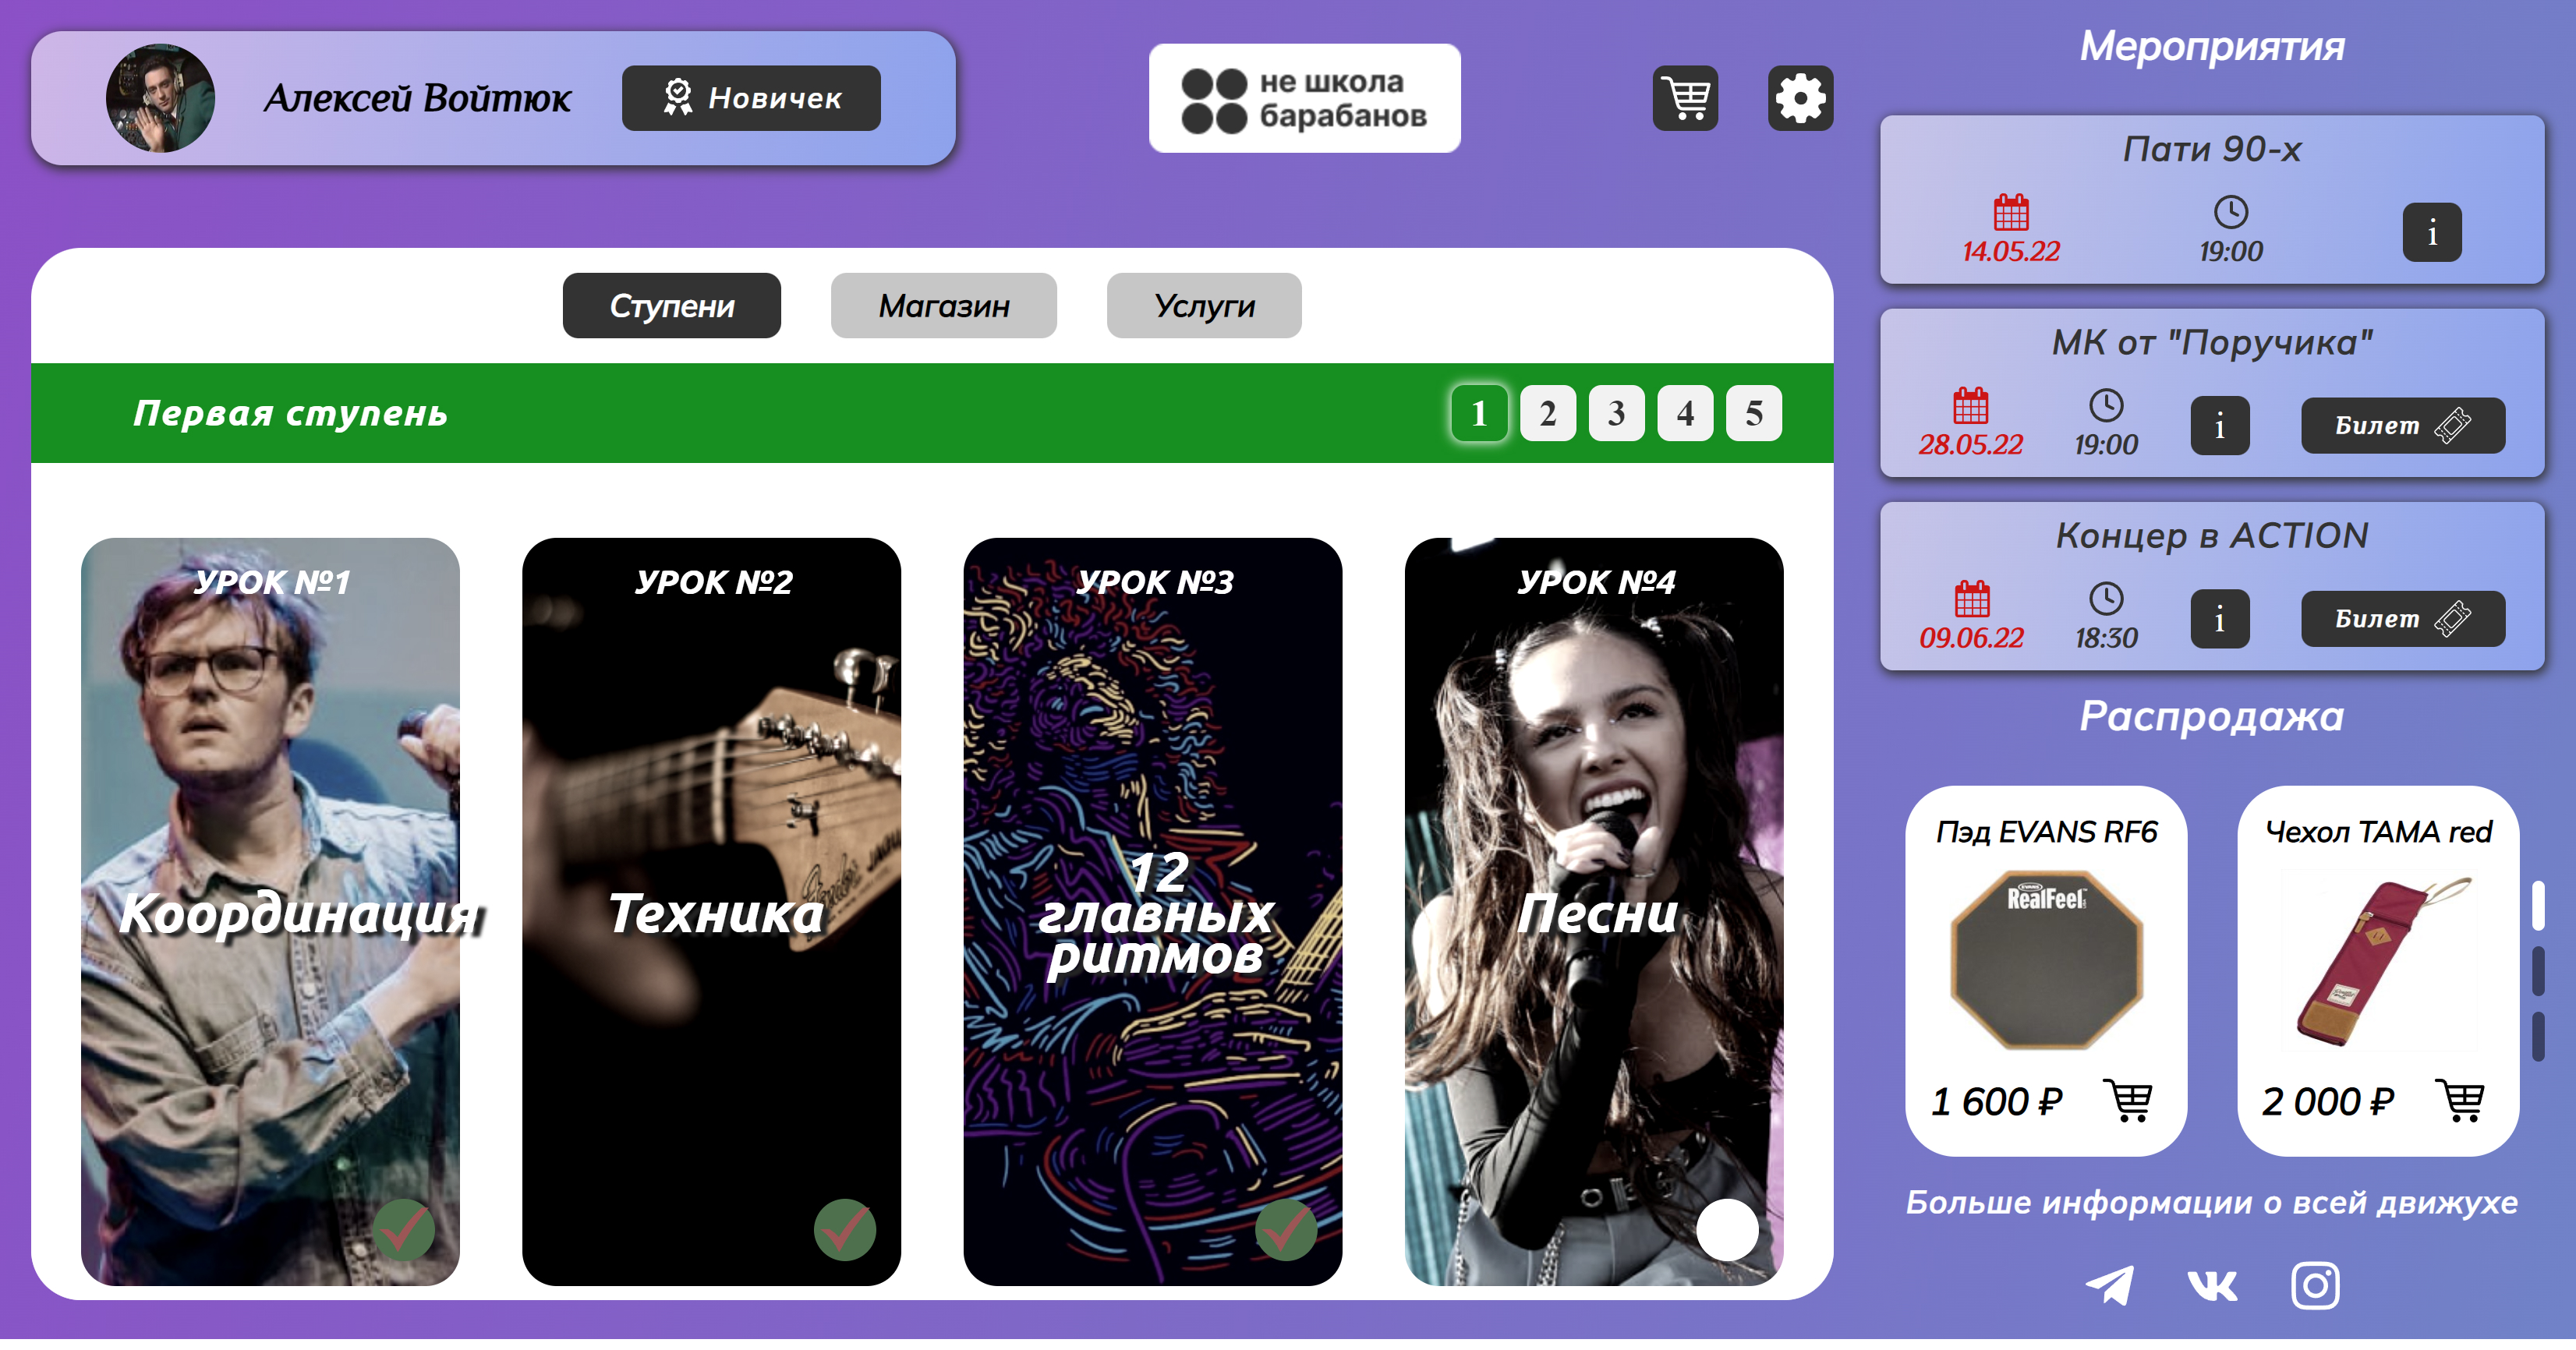 Алексей Войтюк
Новичек
не школа
барабанов
Ступени
Магазин
Услуги
Первая ступень
1 2 3 4 5
УРОК №1
Координация
УРОК №2
Техника
УРОК №3
12
главных
ритмов
УРОК №4
Песни
Мероприятия
Пати 90-х
14.05.22
19:00
i
МК от "Поручика"
28.05.22
19:00
i
Билет
Концер в ACTION
09.06.22
18:30
i
Билет
Распродажа
Пэд EVANS RF6
EVANS
RealFeel
1 600 ₽
Чехол TAMA red
2 000 ₽
Больше информации о всей движухе